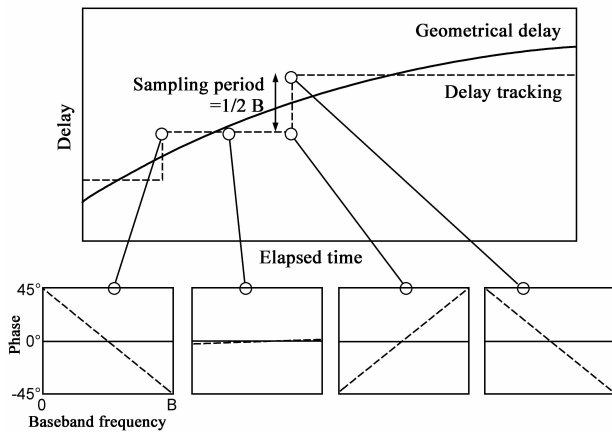 Geometrical delay
Sampling period
=1/2 B
Delay tracking
Delay
Elapsed time
45°
0°
-45°
Phase
0
B
Baseband frequency